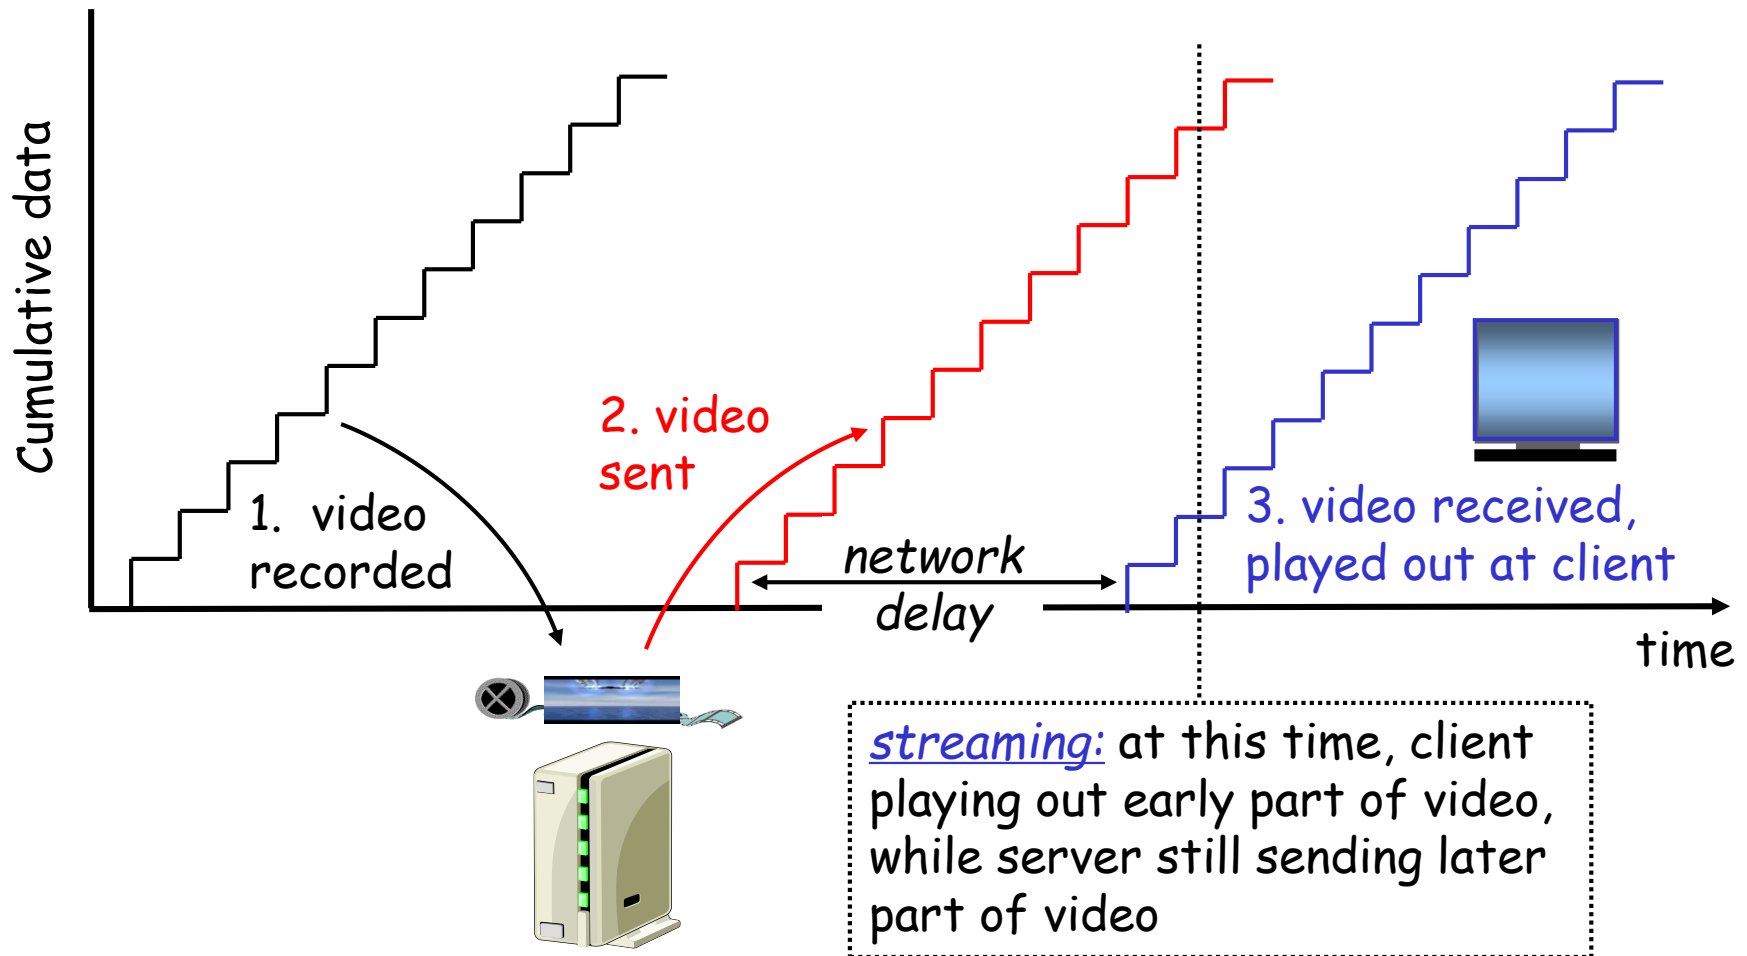 Cumulative data
1. video
recorded
2. video
sent
network
delay
3. video received,
played out at client
time
streaming: at this time, client
playing out early part of video,
while server still sending later
part of video